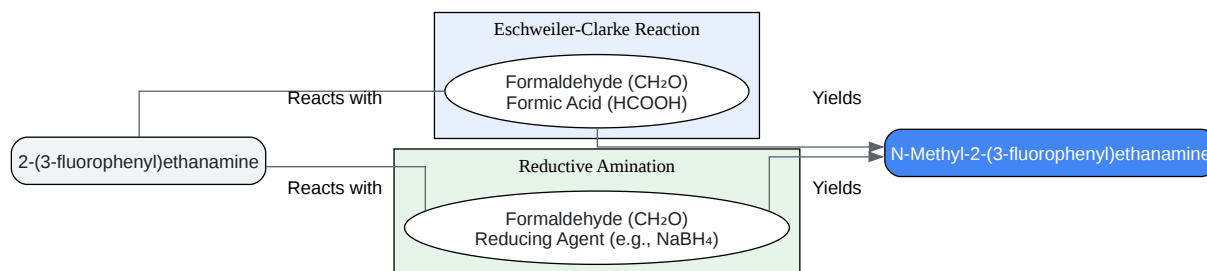 Eschweiler-Clarke Reaction
Formaldehyde (CH₂O)
Formic Acid (HCOOH)
Reacts with
Yields
2-(3-fluorophenyl)ethanamine
N-Methyl-2-(3-fluorophenyl)ethanamine
Reductive Amination
Reacts with
Yields
Formaldehyde (CH₂O)
Reducing Agent (e.g., NaBH₄)